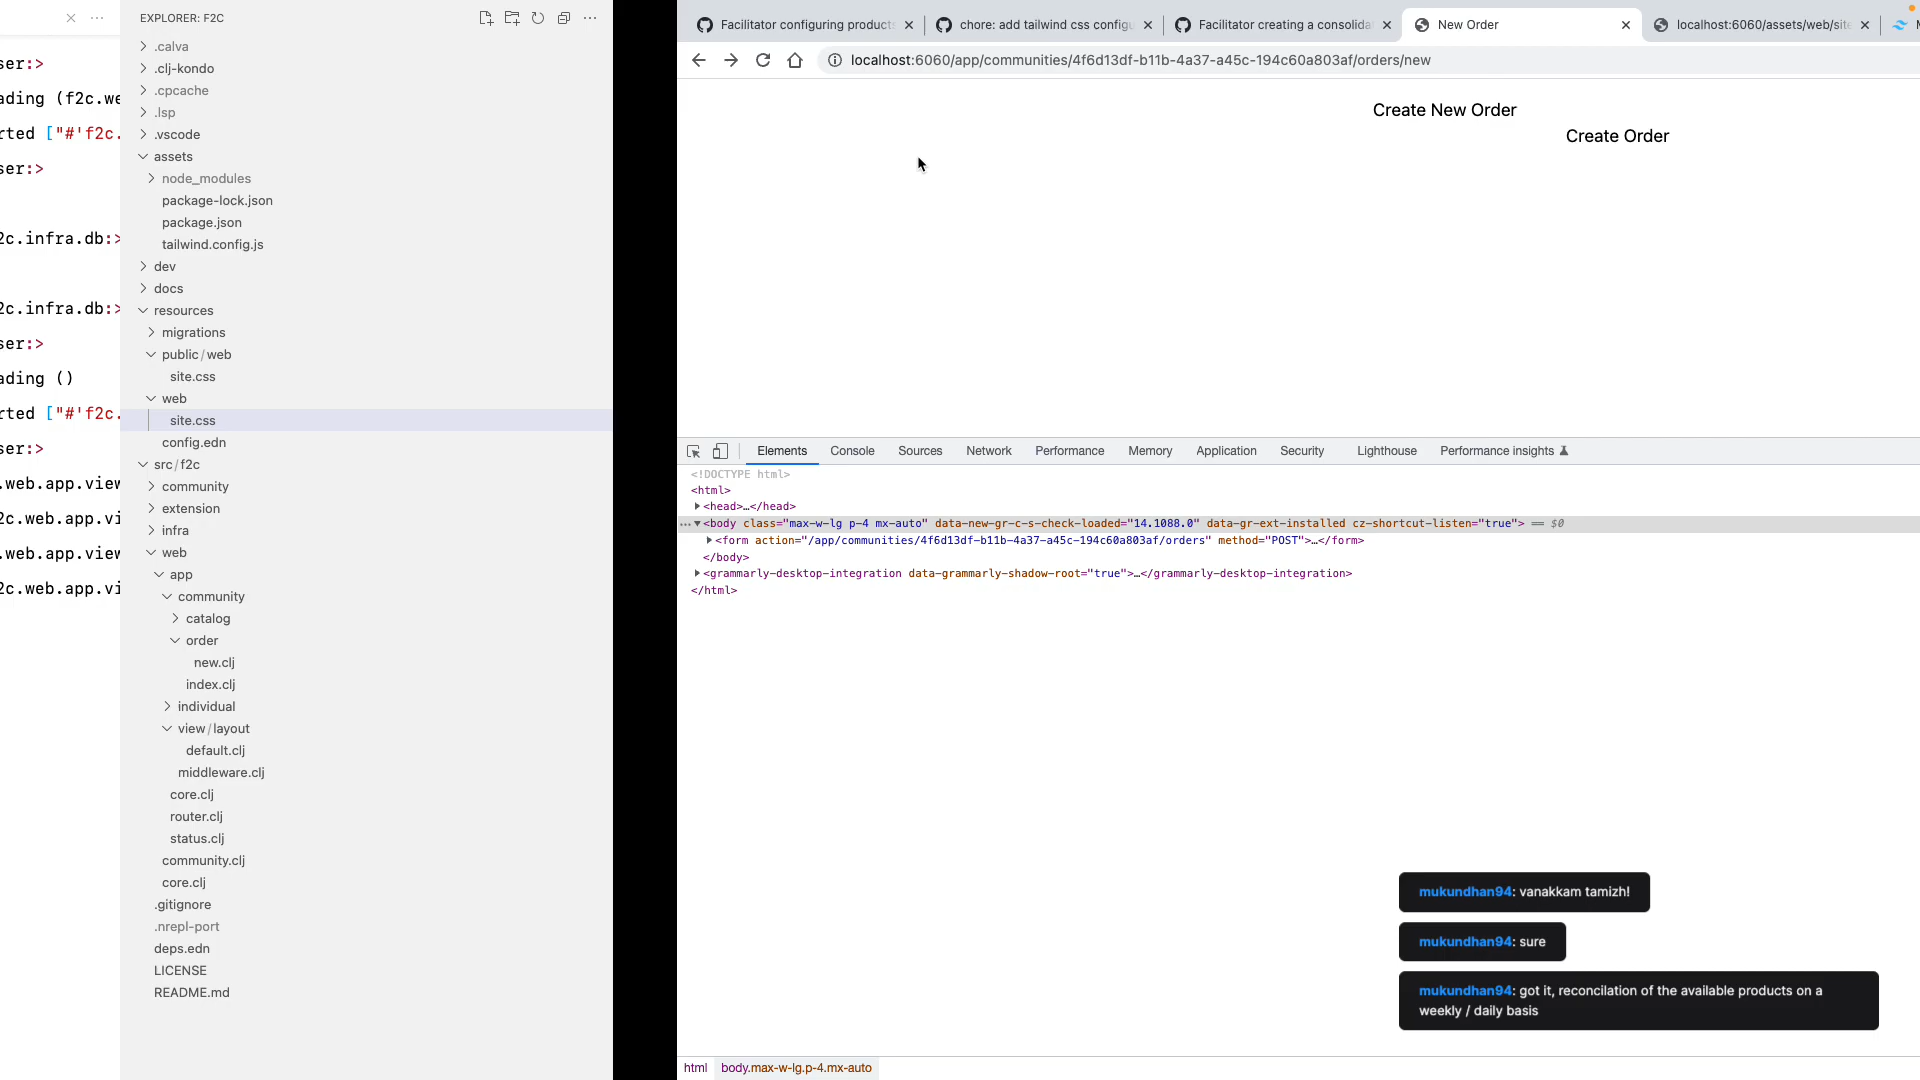 ser:>
ading (f2c.we
rted ["#'f2c.
ser:>
2c.infra.db:>
2c.infra.db:>
ser:>
ading ()
rted ["#'f2c.
ser:>
.web.app.view
2c.web.app.vi
.web.app.view
2c.web.app.vi
EXPLORER: F2C
.calva
.clj-kondo
.cpcache
.lsp
.vscode
assets
node_modules
package-lock.json
package.json
tailwind.config.js
dev
docs
resources
migrations
public/web
site.css
web
site.css
config.edn
src/f2c
community
extension
infra
web
app
community
catalog
order
new.clj
index.clj
individual
view/layout
default.clj
middleware.clj
core.clj
router.clj
status.clj
community.clj
core.clj
.gitignore
.nrepl-port
deps.edn
LICENSE
README.md
Facilitator configuring products
chore: add tailwind css configu
Facilitator creating a consolida
New Order
localhost:6060/assets/web/site
localhost:6060/app/communities/4f6d13df-b11b-4a37-a45c-194c60a803af/orders/new
Create New Order
Create Order
Elements Console Sources Network Performance Memory Application Security Lighthouse Performance insights
<!DOCTYPE html>
<html>
<head>…</head>
<body class="max-w-lg p-4 mx-auto" data-new-gr-c-s-check-loaded="14.1088.0" data-gr-ext-installed cz-shortcut-listen="true"> == $0
<form action="/app/communities/4f6d13df-b11b-4a37-a45c-194c60a803af/orders" method="POST">…</form>
</body>
<grammarly-desktop-integration data-grammarly-shadow-root="true">…</grammarly-desktop-integration>
</html>
mukundhan94: vanakkam tamizh!
mukundhan94: sure
mukundhan94: got it, reconcilation of the available products on a
weekly / daily basis
html body.max-w-lg.p-4.mx-auto